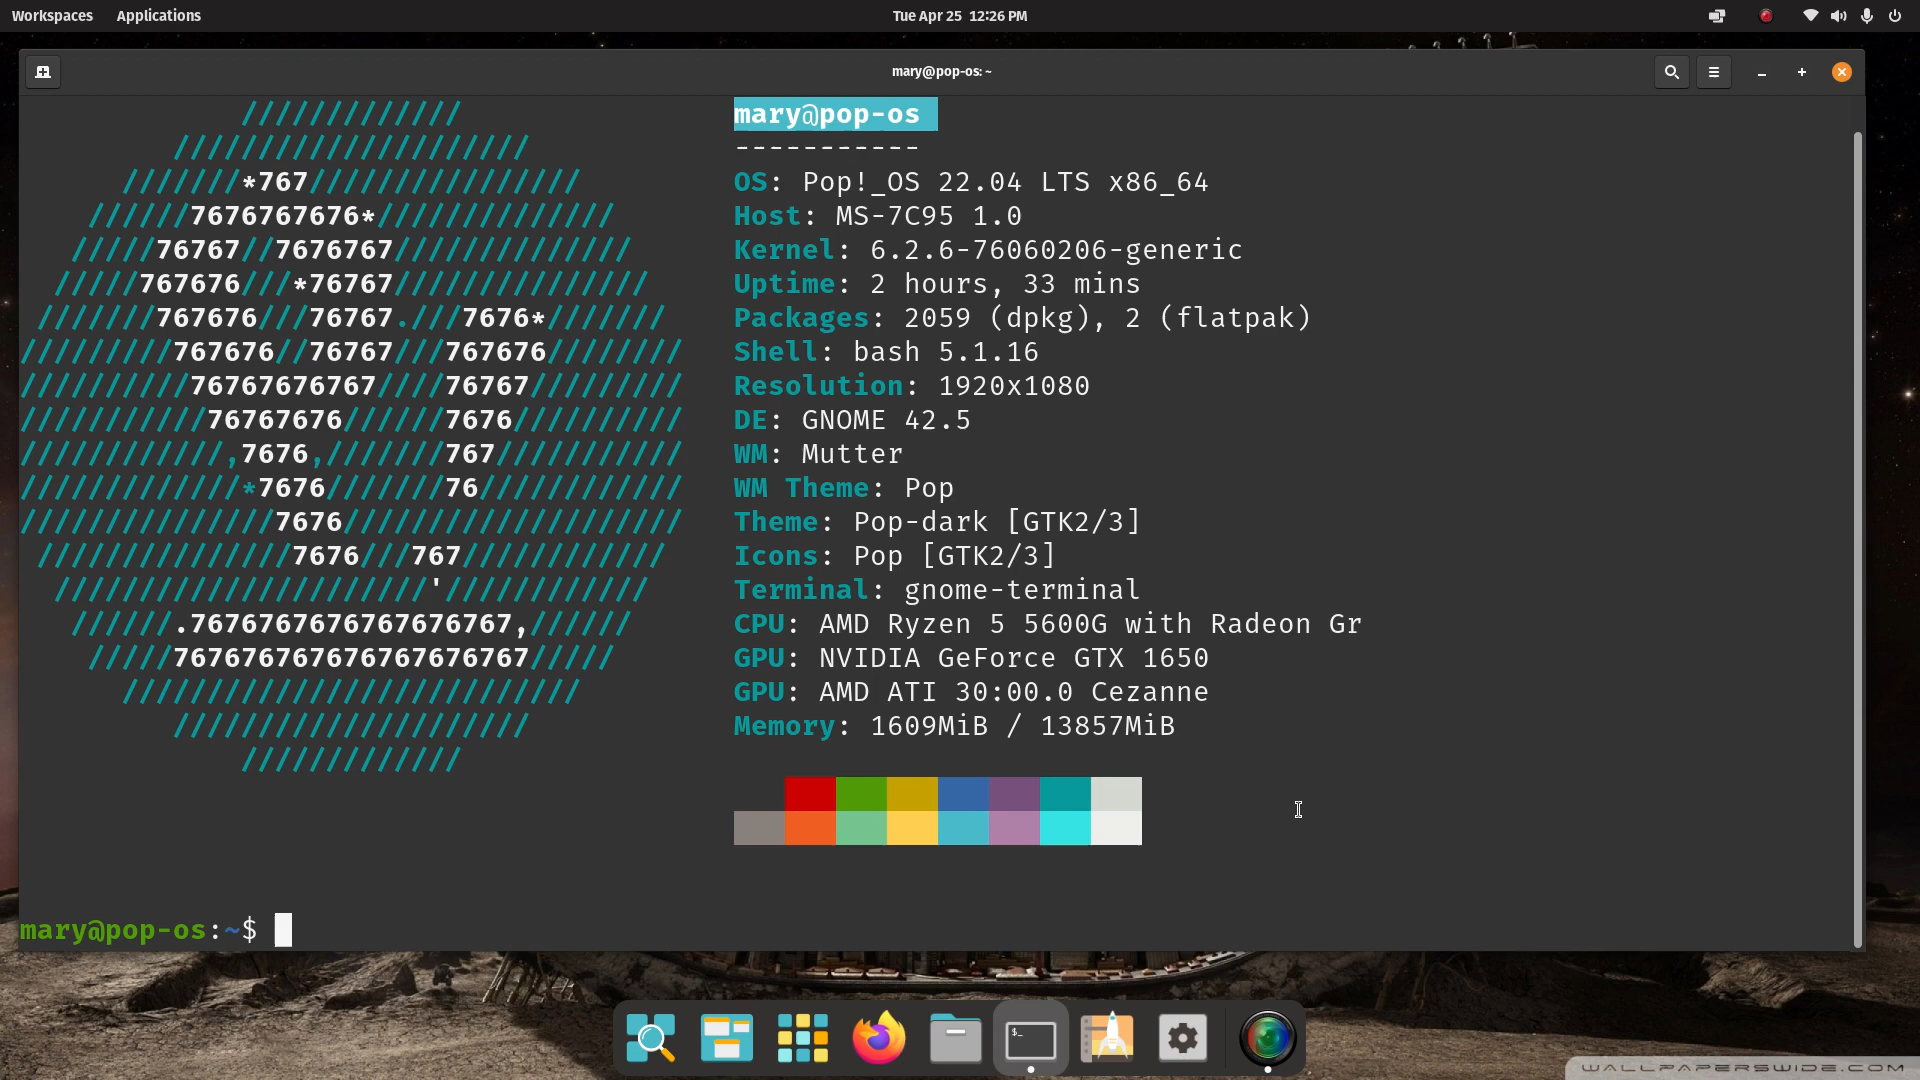 Workspaces Applications Tue Apr 25 12:26 PM
mary@pop-os: ~
///////////// mary@pop-os
///////////////////// -----------
///////*767//////////////// OS: Pop!_OS 22.04 LTS x86_64
//////7676767676*////////////// Host: MS-7C95 1.0
/////76767//7676767////////////// Kernel: 6.2.6-76060206-generic
/////767676///*76767/////////////// Uptime: 2 hours, 33 mins
///////767676///76767.///7676*/////// Packages: 2059 (dpkg), 2 (flatpak)
/////////767676//76767///767676//////// Shell: bash 5.1.16
//////////76767676767////76767///////// Resolution: 1920x1080
///////////76767676//////7676////////// DE: GNOME 42.5
////////////,7676,///////767/////////// WM: Mutter
/////////////*7676///////76//////////// WM Theme: Pop
///////////////7676//////////////////// Theme: Pop-dark [GTK2/3]
///////////////7676///767//////////// Icons: Pop [GTK2/3]
//////////////////////'//////////// Terminal: gnome-terminal
//////.7676767676767676767,////// CPU: AMD Ryzen 5 5600G with Radeon Gr
/////767676767676767676767///// GPU: NVIDIA GeForce GTX 1650
/////////////////////////// GPU: AMD ATI 30:00.0 Cezanne
///////////////////// Memory: 1609MiB / 13857MiB
/////////////
mary@pop-os:~$
$_
WALLPAPERSWIDE.COM